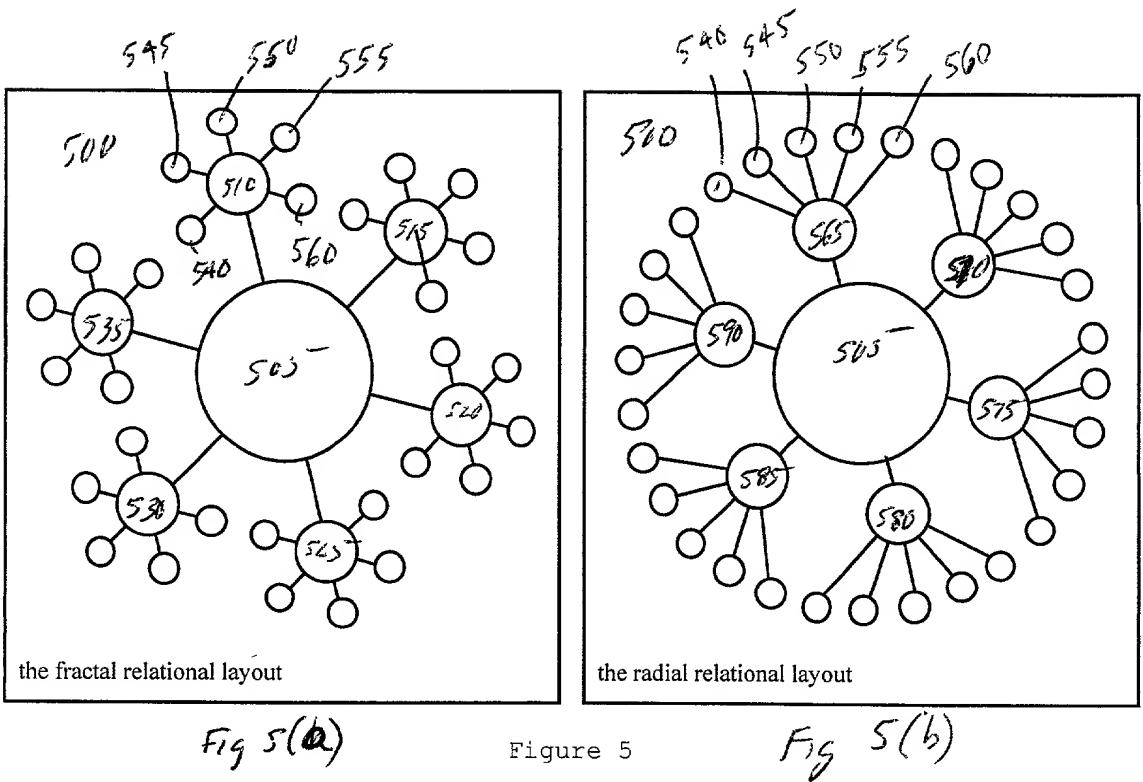 545 550 555
540 545 550 555 560
500
500
510
565
515
570
560
540
535
590
505
505
520
575
530
585
525
580
the fractal relational layout
the radial relational layout
Fig 5(a)
Figure 5
Fig 5(b)